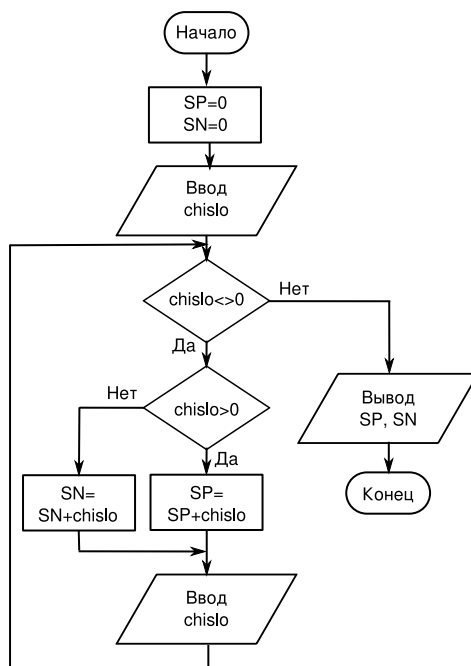 Начало
SP=0
SN=0
Ввод
chislo
chislo<>0
Нет
Да
chislo>0
Нет
Да
Вывод
SP, SN
Конец
SN=
SN+chislo
SP=
SP+chislo
Ввод
chislo